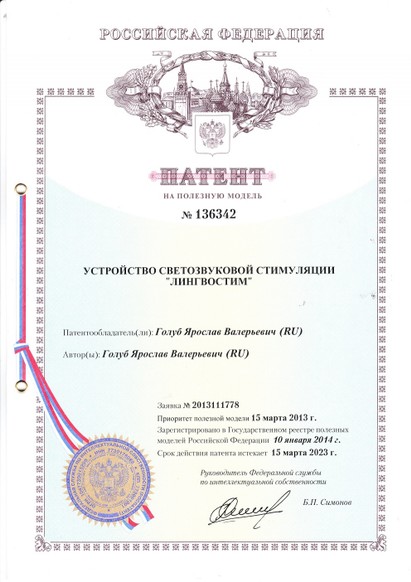 РОССИЙСКАЯ ФЕДЕРАЦИЯ
ПАТЕНТ
НА ПОЛЕЗНУЮ МОДЕЛЬ
№ 136342
УСТРОЙСТВО СВЕТОЗВУКОВОЙ СТИМУЛЯЦИИ
"ЛИНГВОСТИМ"
Патентообладатель(ли): Голуб Ярослав Валерьевич (RU)
Автор(ы): Голуб Ярослав Валерьевич (RU)
Заявка № 2013111778
Приоритет полезной модели 15 марта 2013 г.
Зарегистрировано в Государственном реестре полезных
моделей Российской Федерации 10 января 2014 г.
Срок действия патента истекает 15 марта 2023 г.
Руководитель Федеральной службы
по интеллектуальной собственности
Б.П. Симонов